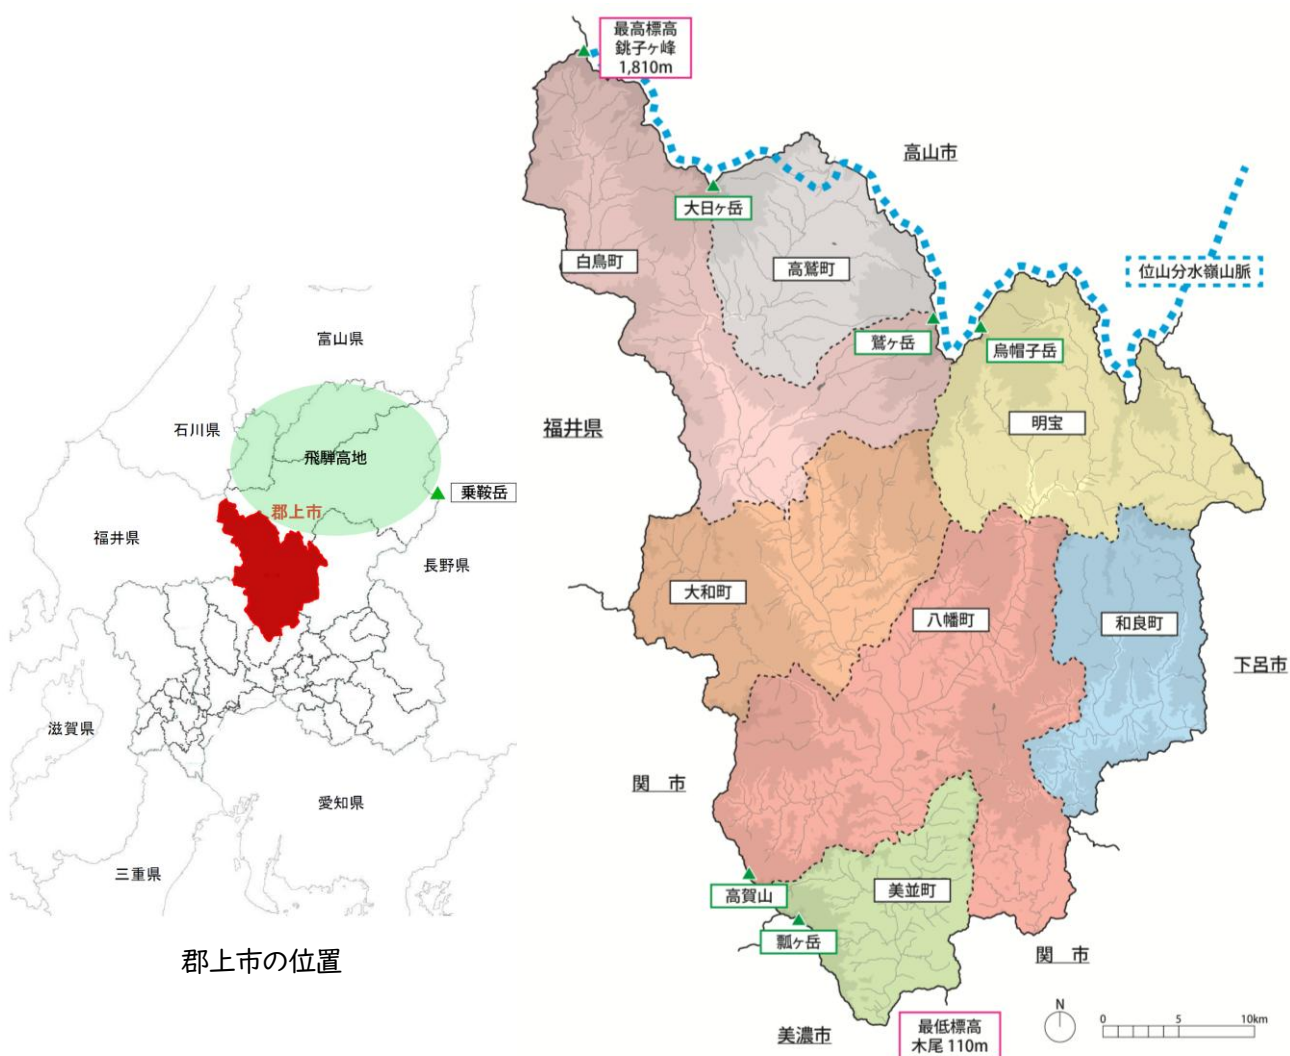 富山県
石川県
飛騨高地
乗鞍岳
郡上市
福井県
長野県
滋賀県
愛知県
三重県
郡上市の位置
最高標高
銚子ヶ峰
1,810m
高山市
大日ヶ岳
白鳥町
高鷲町
位山分水嶺山脈
鷲ヶ岳
烏帽子岳
福井県
明宝
大和町
八幡町
和良町
下呂市
関 市
高賀山
美並町
瓢ヶ岳
関 市
美濃市
最低標高
木尾 110m
N
0 5 10km